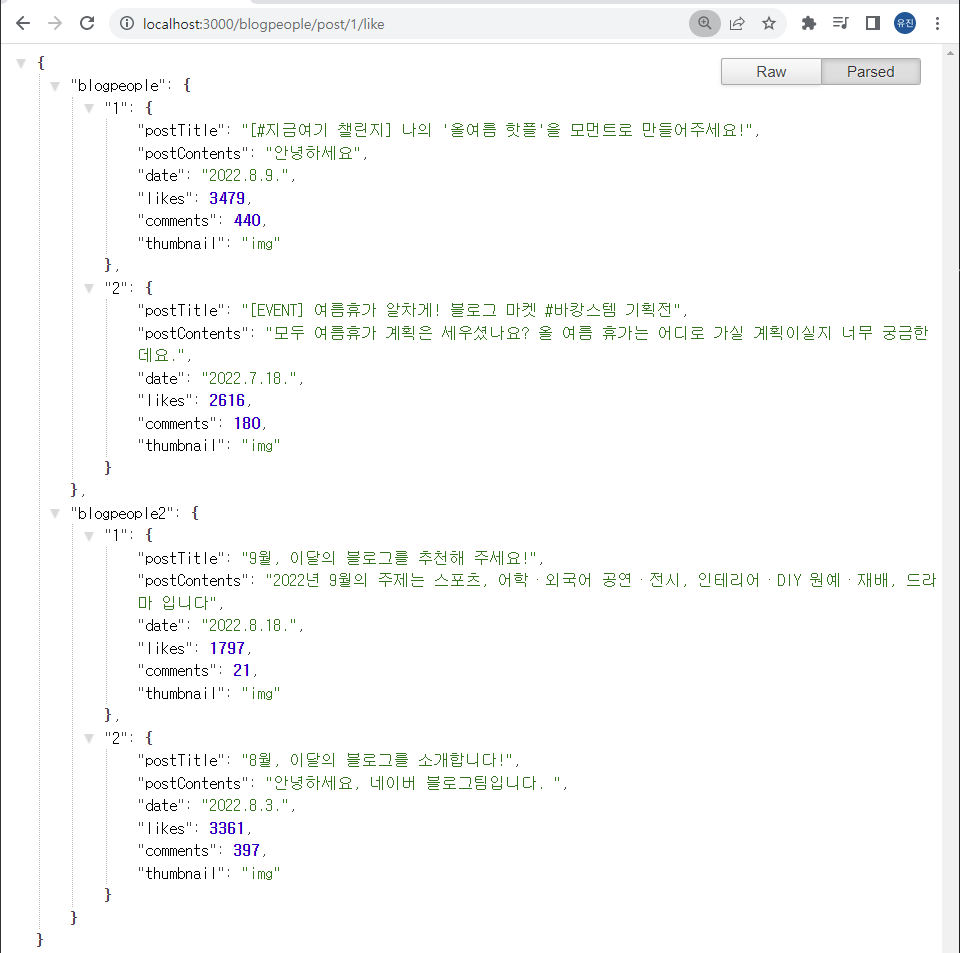 localhost:3000/blogpeople/post/1/like
유진
Raw
Parsed
{
"blogpeople": {
"1": {
"postTitle": "[#지금여기 챌린지] 나의 '올여름 핫플'을 모먼트로 만들어주세요!",
"postContents": "안녕하세요",
"date": "2022.8.9.",
"likes": 3479,
"comments": 440,
"thumbnail": "img"
},
"2": {
"postTitle": "[EVENT] 여름휴가 알차게! 블로그 마켓 #바캉스템 기획전",
"postContents": "모두 여름휴가 계획은 세우셨나요? 올 여름 휴가는 어디로 가실 계획이실지 너무 궁금한
데요.",
"date": "2022.7.18.",
"likes": 2616,
"comments": 180,
"thumbnail": "img"
}
},
"blogpeople2": {
"1": {
"postTitle": "9월, 이달의 블로그를 추천해 주세요!",
"postContents": "2022년 9월의 주제는 스포츠, 어학·외국어 공연·전시, 인테리어·DIY 원예·재배, 드라
마 입니다",
"date": "2022.8.18.",
"likes": 1797,
"comments": 21,
"thumbnail": "img"
},
"2": {
"postTitle": "8월, 이달의 블로그를 소개합니다!",
"postContents": "안녕하세요, 네이버 블로그팀입니다. ",
"date": "2022.8.3.",
"likes": 3361,
"comments": 397,
"thumbnail": "img"
}
}
}